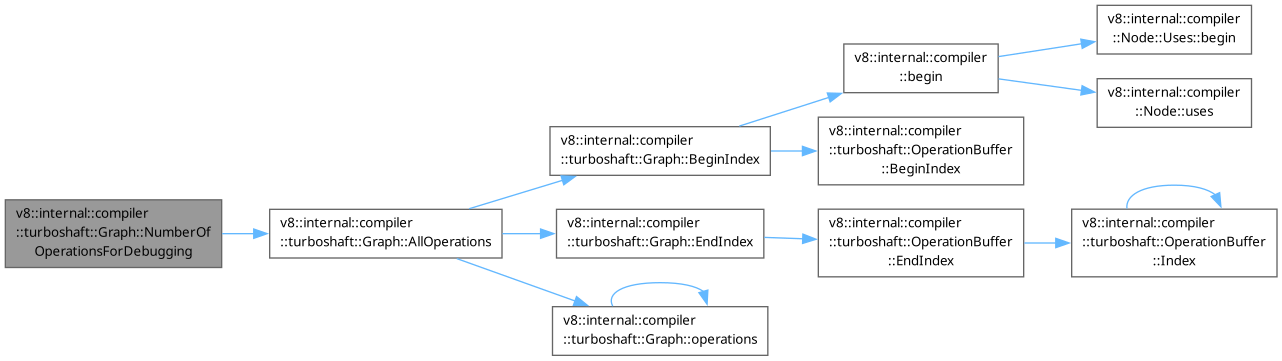 v8::internal::compiler
::turboshaft::Graph::NumberOf
OperationsForDebugging
v8::internal::compiler
::turboshaft::Graph::AllOperations
v8::internal::compiler
::turboshaft::Graph::BeginIndex
v8::internal::compiler
::begin
v8::internal::compiler
::Node::Uses::begin
v8::internal::compiler
::Node::uses
v8::internal::compiler
::turboshaft::OperationBuffer
::BeginIndex
v8::internal::compiler
::turboshaft::Graph::EndIndex
v8::internal::compiler
::turboshaft::OperationBuffer
::EndIndex
v8::internal::compiler
::turboshaft::OperationBuffer
::Index
v8::internal::compiler
::turboshaft::Graph::operations